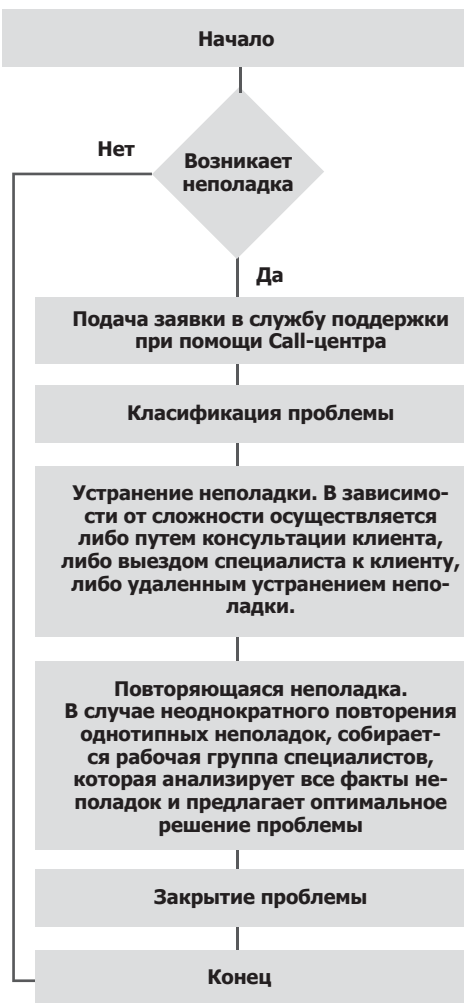 Начало
Нет
Возникает
неполадка
Да
Подача заявки в службу поддержки
при помощи Call-центра
Класификация проблемы
Устранение неполадки. В зависимо-
сти от сложности осуществляется
либо путем консультации клиента,
либо выездом специалиста к клиенту,
либо удаленным устранением непо-
ладки.
Повторяющаяся неполадка.
В случае неоднократного повторения
однотипных неполадок, собирает-
ся рабочая группа специалистов,
которая анализирует все факты не-
поладок и предлагает оптимальное
решение проблемы
Закрытие проблемы
Конец